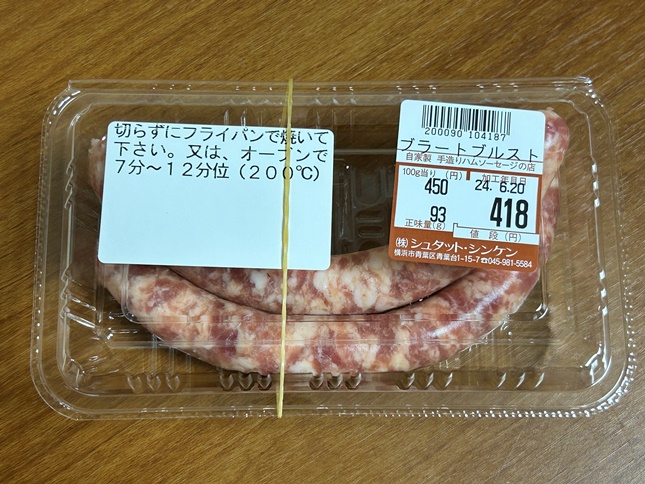 切らずにフライパンで焼いて
下さい。又は、オーブンで
7分～12分位(200℃)
200090 104187
ブラートブルスト
自家製 手造りハムソーセージの店
100g当り (円) 加工年月日
450 24. 6.20
93 418
正味量(g) 値 段 (円)
(株) シュタット・シンケン
横浜市青葉区青葉台1-15-7☎045-981-5584